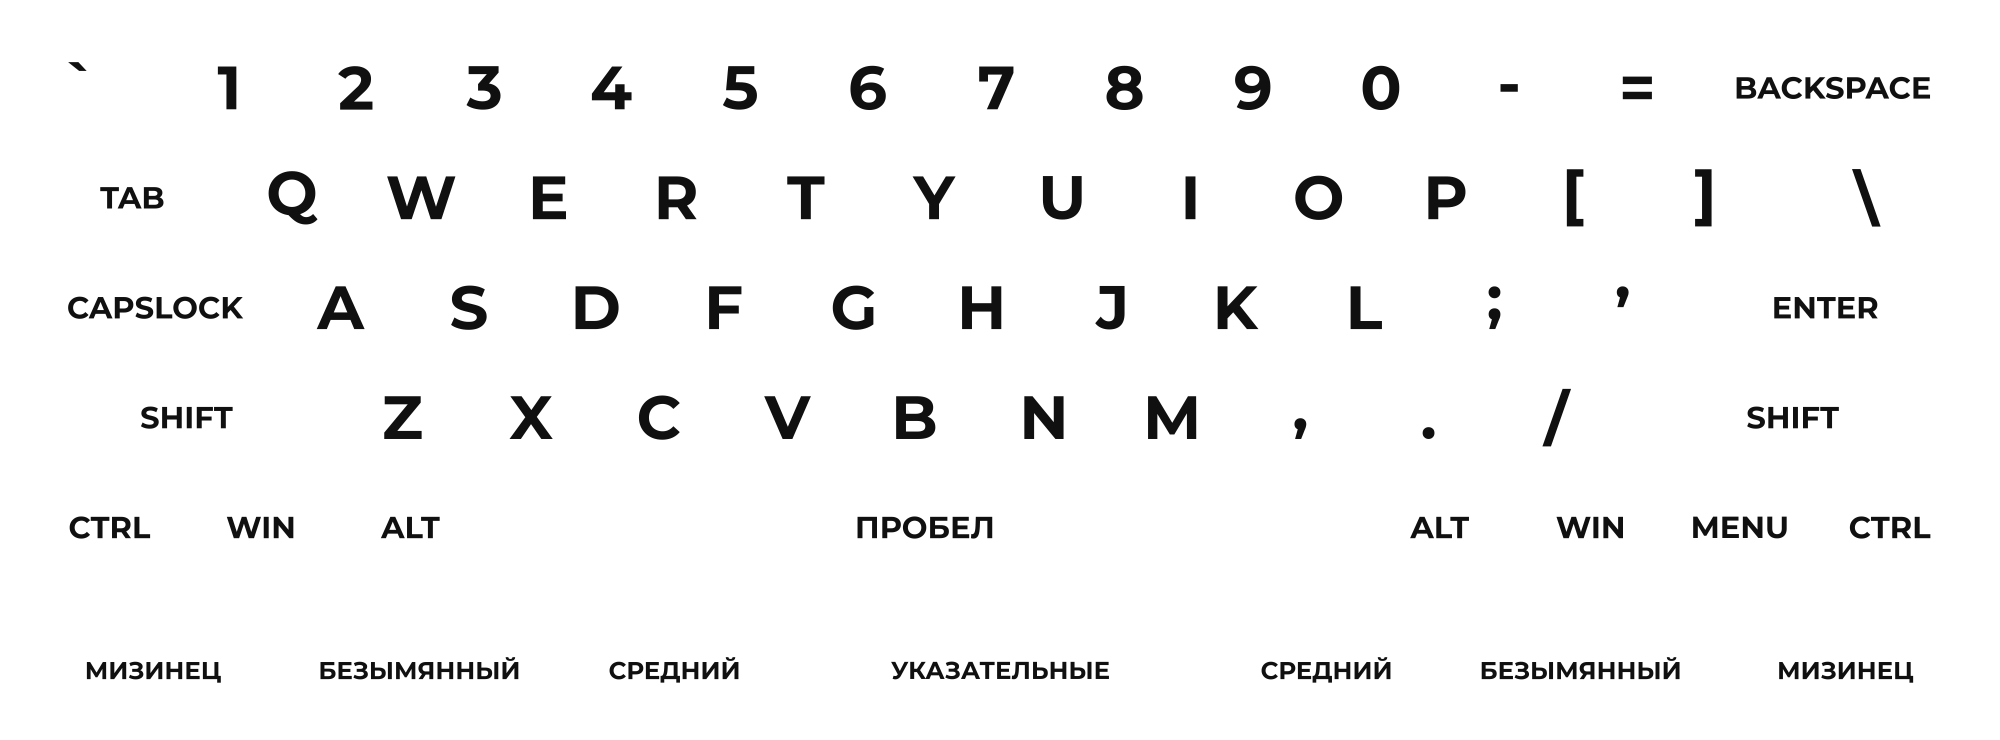 ` 1 2 3 4 5 6 7 8 9 0 - = BACKSPACE
TAB Q W E R T Y U I O P [ ] \
CAPSLOCK A S D F G H J K L ; ’ ENTER
SHIFT Z X C V B N M , . / SHIFT
CTRL WIN ALT ПРОБЕЛ ALT WIN MENU CTRL
МИЗИНЕЦ БЕЗЫМЯННЫЙ СРЕДНИЙ УКАЗАТЕЛЬНЫЕ СРЕДНИЙ БЕЗЫМЯННЫЙ МИЗИНЕЦ